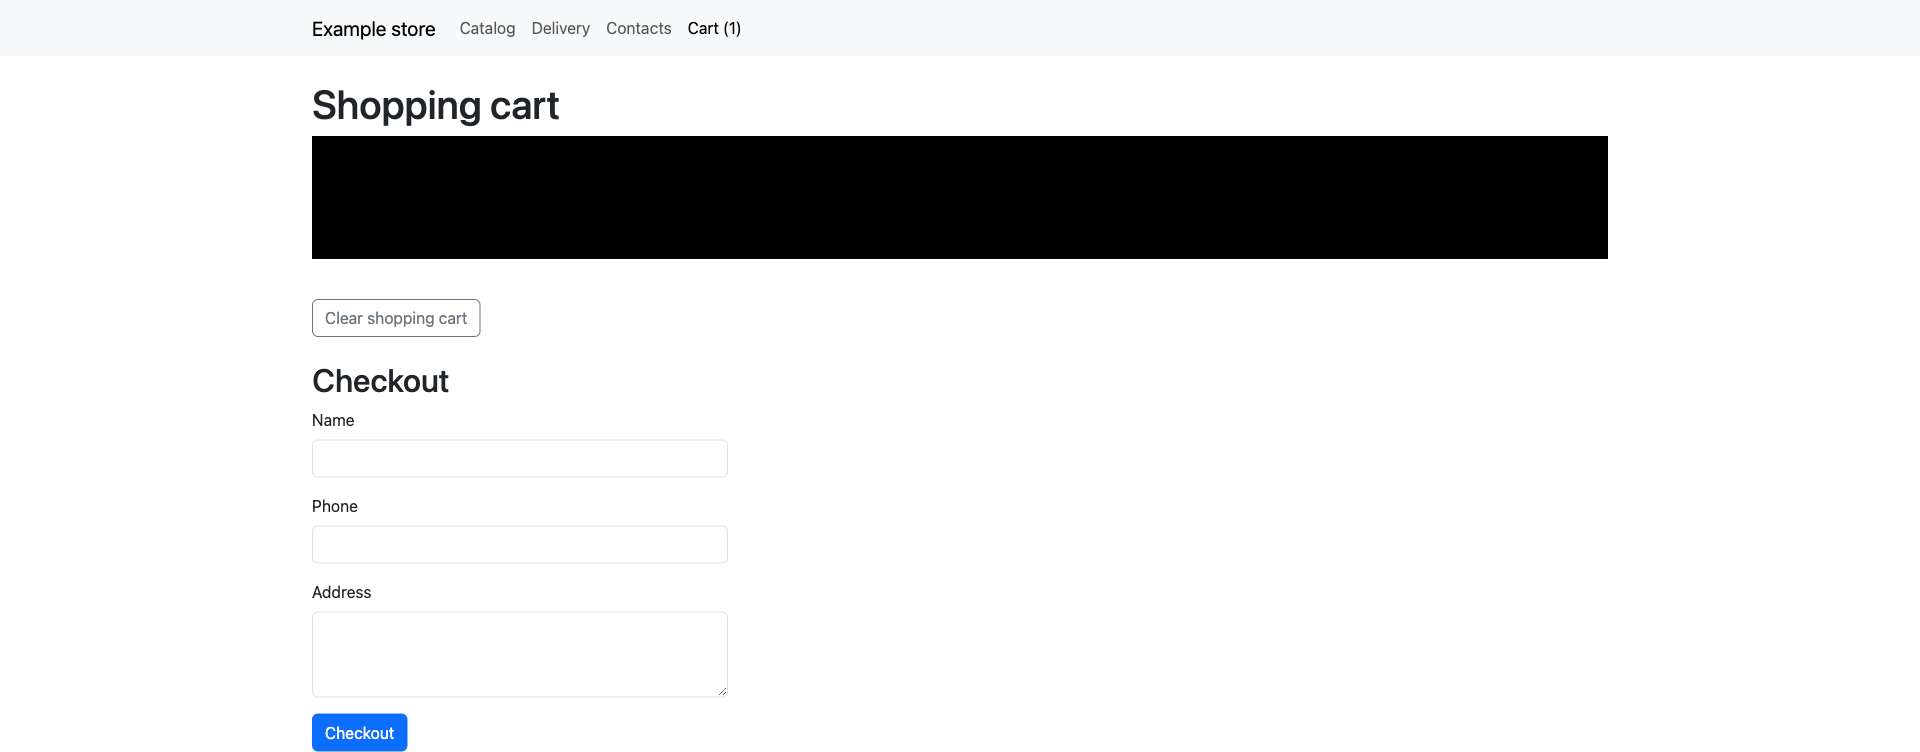 Example store Catalog Delivery Contacts Cart (1)
Shopping cart
Clear shopping cart
Checkout
Name
Phone
Address
Checkout